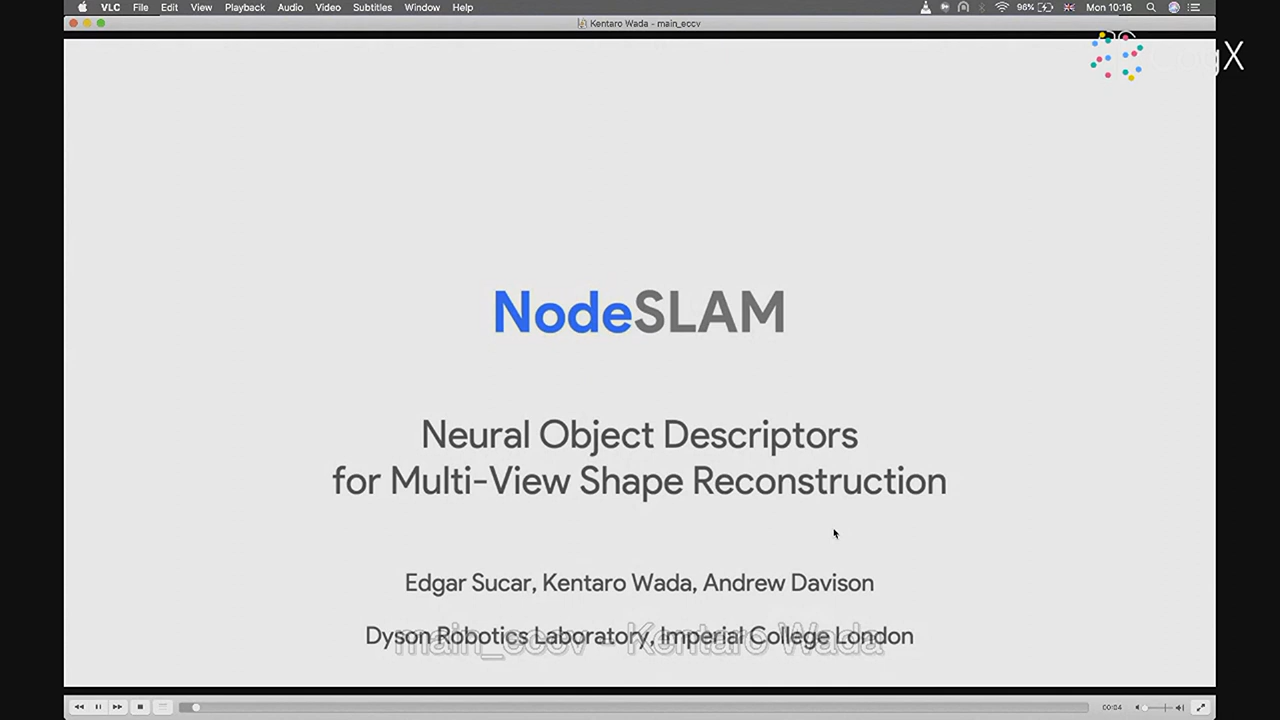 VLC File Edit View Playback Audio Video Subtitles Window Help 96% Mon 10:16
Kentaro Wada - main_eccv
NodeSLAM
Neural Object Descriptors
for Multi-View Shape Reconstruction
Edgar Sucar, Kentaro Wada, Andrew Davison
Dyson Robotics Laboratory, Imperial College London
main_eccv - Kentaro Wada
00:04